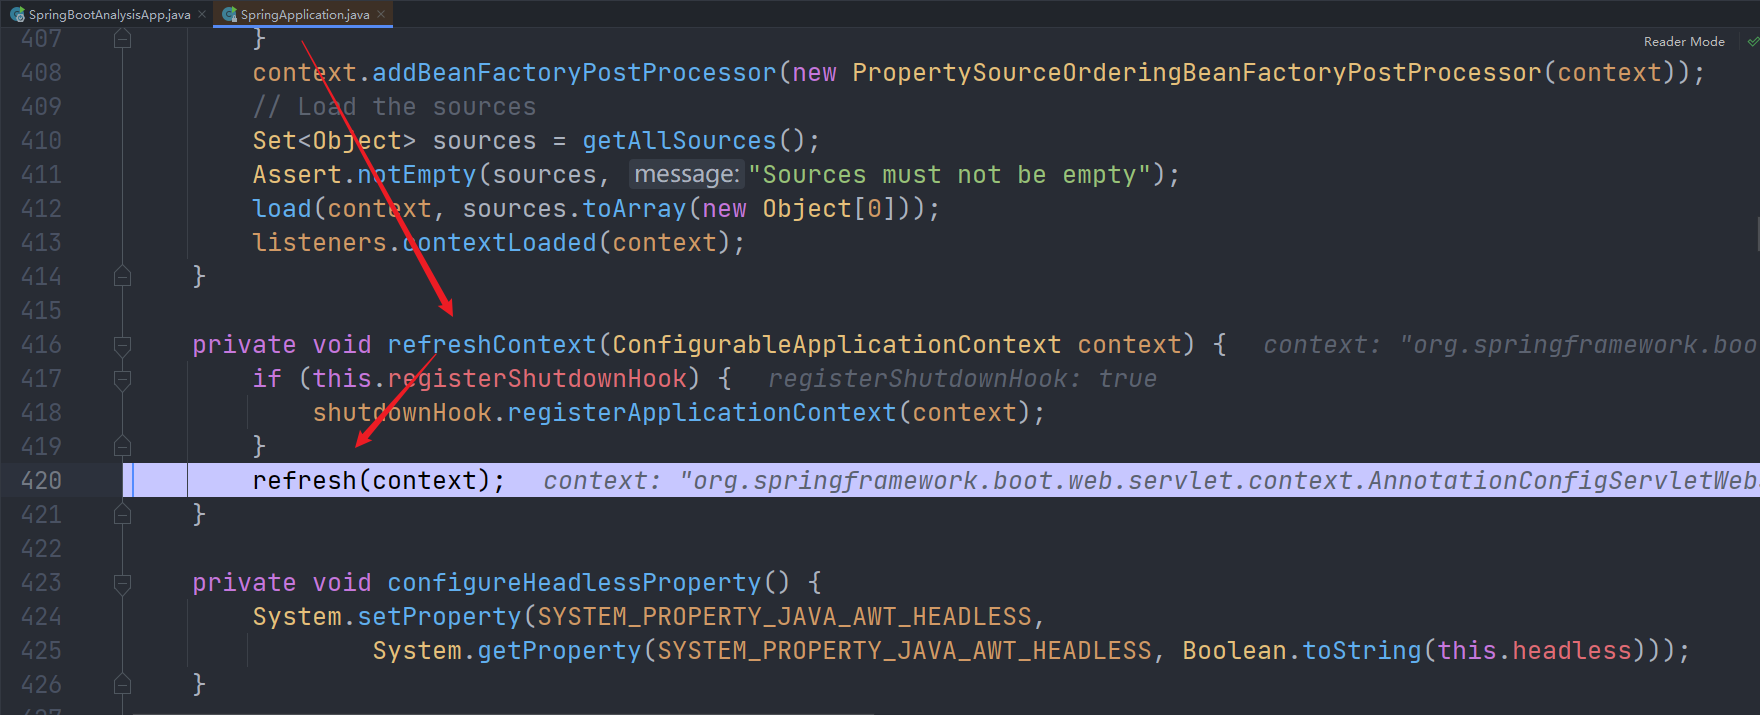 SpringBootAnalysisApp.java SpringApplication.java
Reader Mode
407 }
408 context.addBeanFactoryPostProcessor(new PropertySourceOrderingBeanFactoryPostProcessor(context));
409 // Load the sources
410 Set<Object> sources = getAllSources();
411 Assert.notEmpty(sources, message: "Sources must not be empty");
412 load(context, sources.toArray(new Object[0]));
413 listeners.contextLoaded(context);
414 }
415
416 private void refreshContext(ConfigurableApplicationContext context) { context: "org.springframework.boo
417 if (this.registerShutdownHook) { registerShutdownHook: true
418 shutdownHook.registerApplicationContext(context);
419 }
420 refresh(context); context: "org.springframework.boot.web.servlet.context.AnnotationConfigServletWeb
421 }
422
423 private void configureHeadlessProperty() {
424 System.setProperty(SYSTEM_PROPERTY_JAVA_AWT_HEADLESS,
425 System.getProperty(SYSTEM_PROPERTY_JAVA_AWT_HEADLESS, Boolean.toString(this.headless)));
426 }